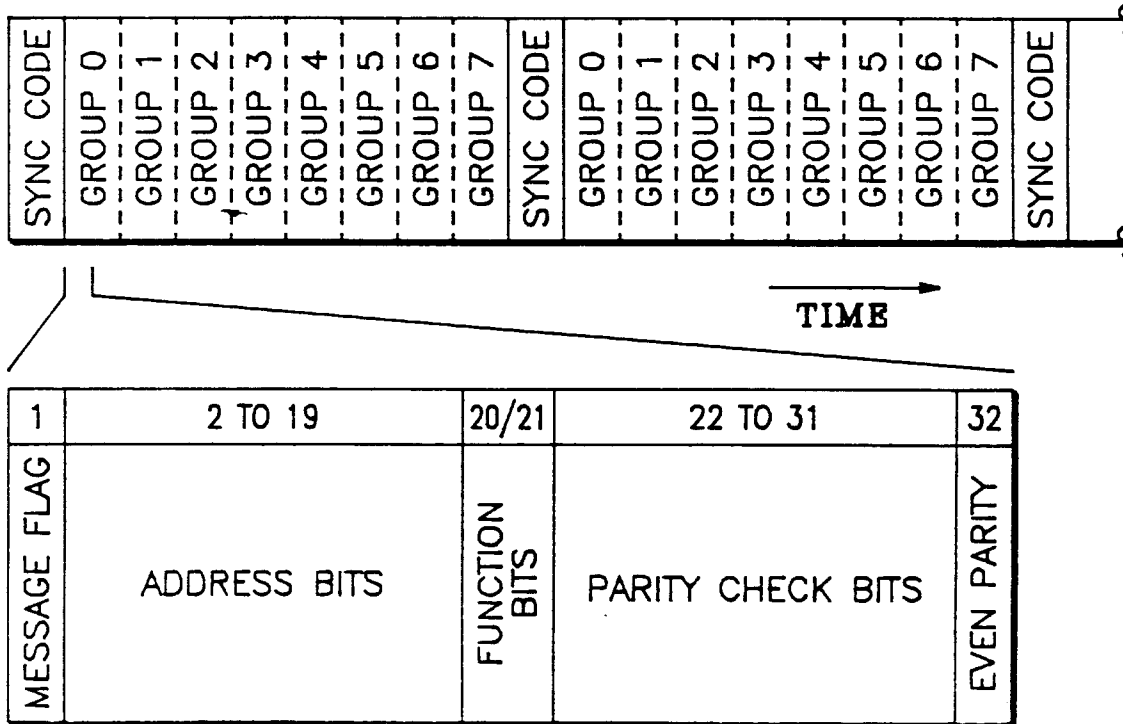 SYNC CODE
GROUP 0
GROUP 1
GROUP 2
GROUP 3
GROUP 4
GROUP 5
GROUP 6
GROUP 7
SYNC CODE
GROUP 0
GROUP 1
GROUP 2
GROUP 3
GROUP 4
GROUP 5
GROUP 6
GROUP 7
SYNC CODE
TIME
1
2 TO 19
20/21
22 TO 31
32
MESSAGE FLAG
ADDRESS BITS
FUNCTION
BITS
PARITY CHECK BITS
EVEN PARITY